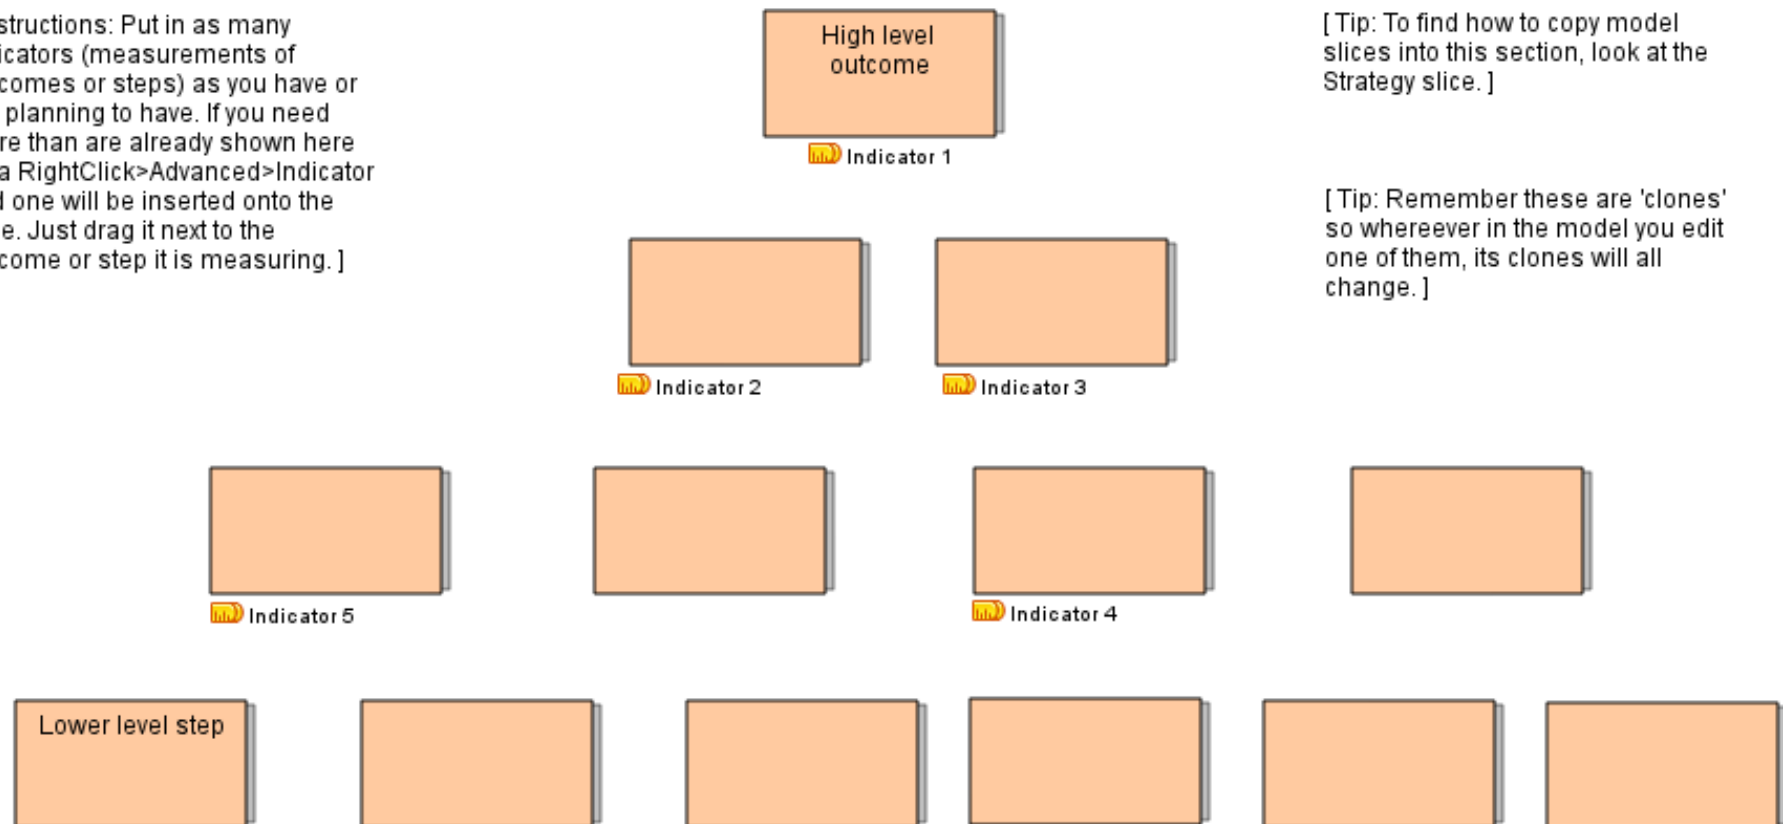 structions: Put in as many
icators (measurements of
comes or steps) as you have or
planning to have. If you need
re than are already shown here
a RightClick>Advanced>Indicator
d one will be inserted onto the
e. Just drag it next to the
come or step it is measuring. ]
High level
outcome
Indicator 1
[ Tip: To find how to copy model
slices into this section, look at the
Strategy slice. ]
[ Tip: Remember these are 'clones'
so whereever in the model you edit
one of them, its clones will all
change. ]
Indicator 2
Indicator 3
Indicator 5
Indicator 4
Lower level step